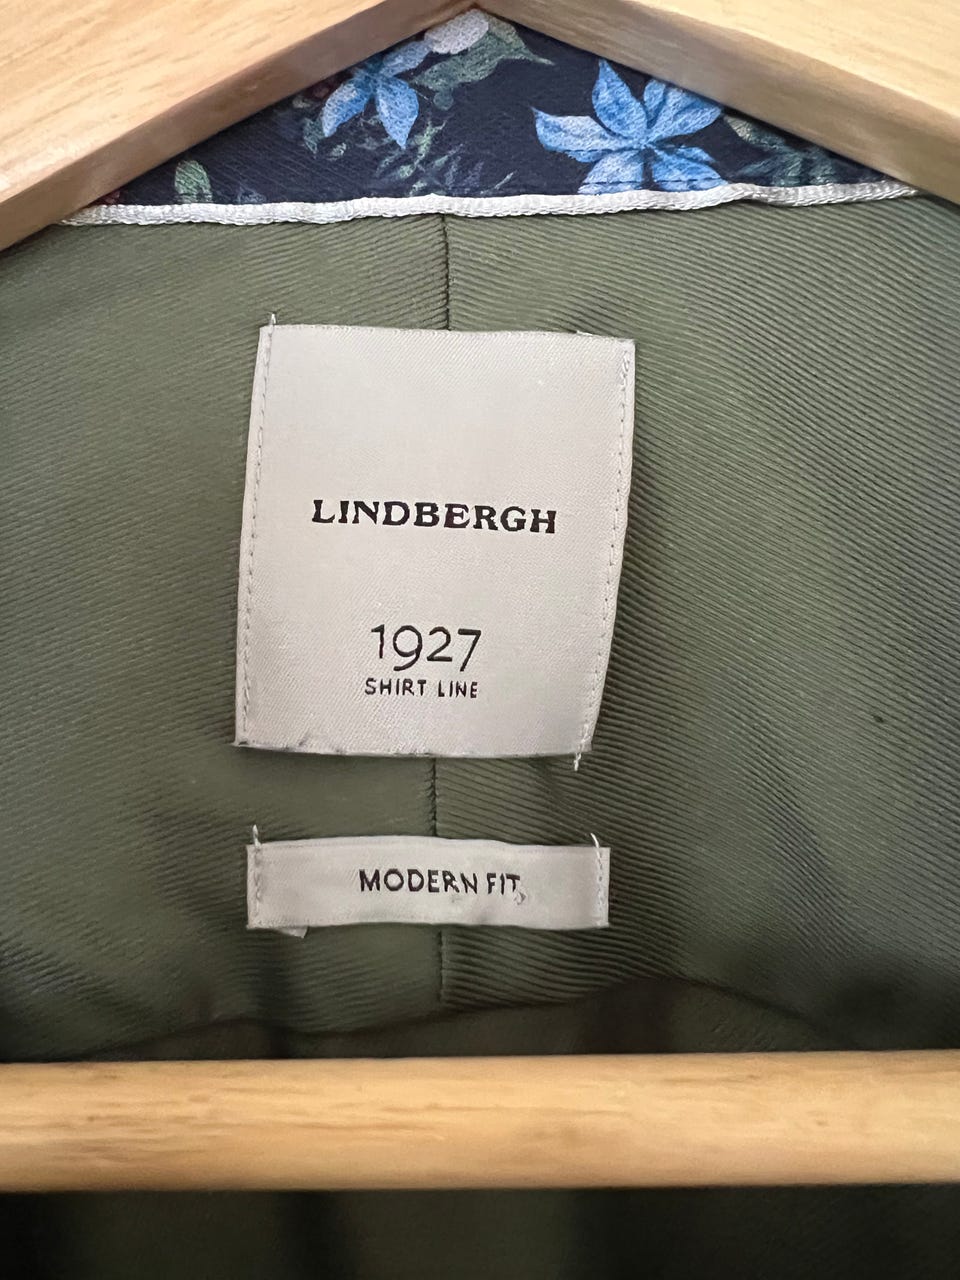 LINDBERGH
1927
SHIRT LINE
MODERN FIT